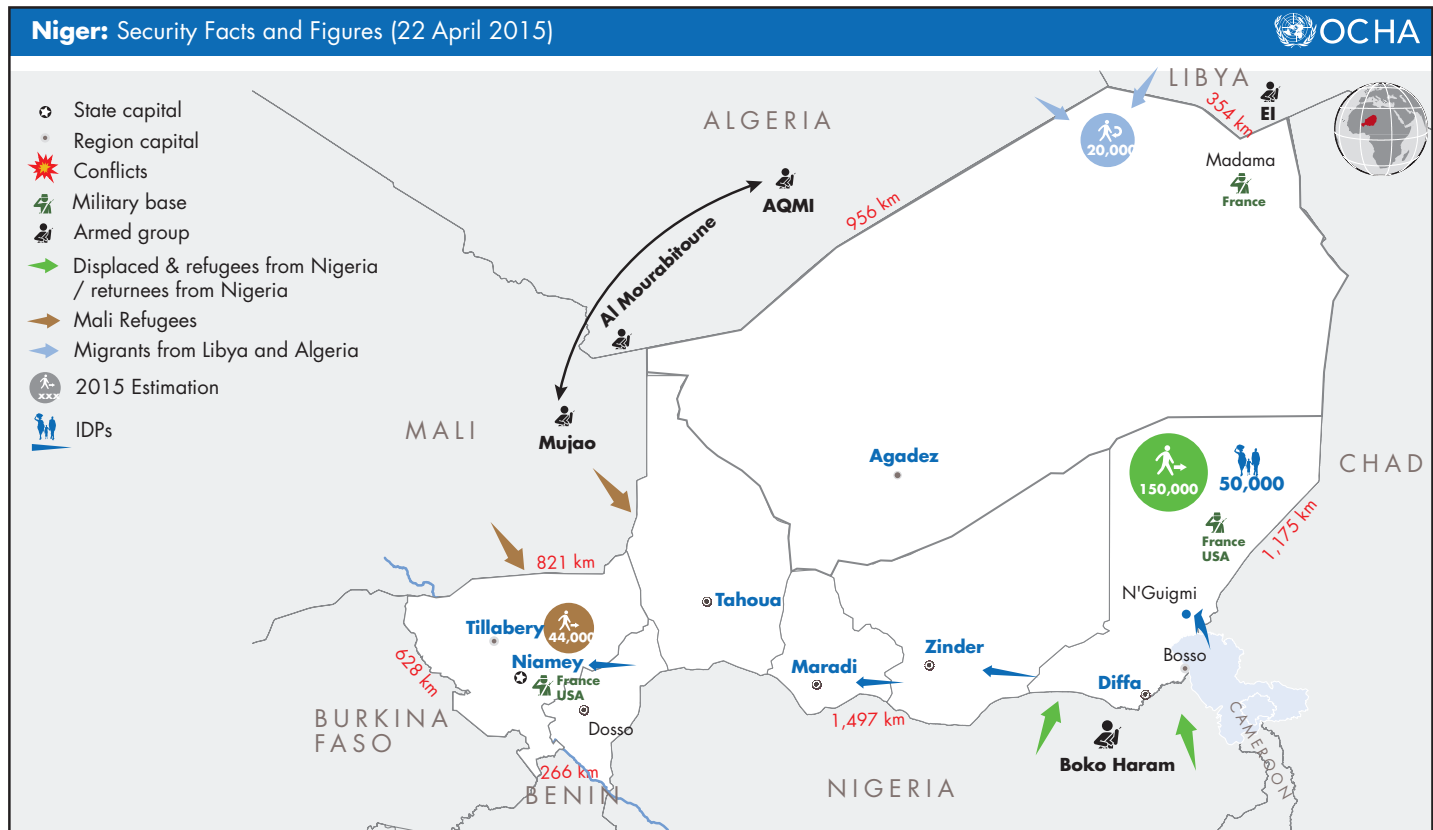 Niger: Security Facts and Figures (22 April 2015)
OCHA
State capital
Region capital
Conflicts
Military base
Armed group
Displaced & refugees from Nigeria
/ returnees from Nigeria
Mali Refugees
Migrants from Libya and Algeria
xxx
2015 Estimation
IDPs
ALGERIA
LIBYA
354 km
EI
20,000
Madama
France
956 km
AQMI
Al Mourabitoune
Mujao
MALI
Agadez
150,000
50,000
CHAD
France
USA
1,175 km
821 km
N'Guigmi
Tahoua
Tillabery
44,000
Niamey
France
USA
Zinder
Maradi
Bosso
Diffa
628 km
Dosso
1,497 km
BURKINA
FASO
CAMEROON
Boko Haram
266 km
BENIN
NIGERIA